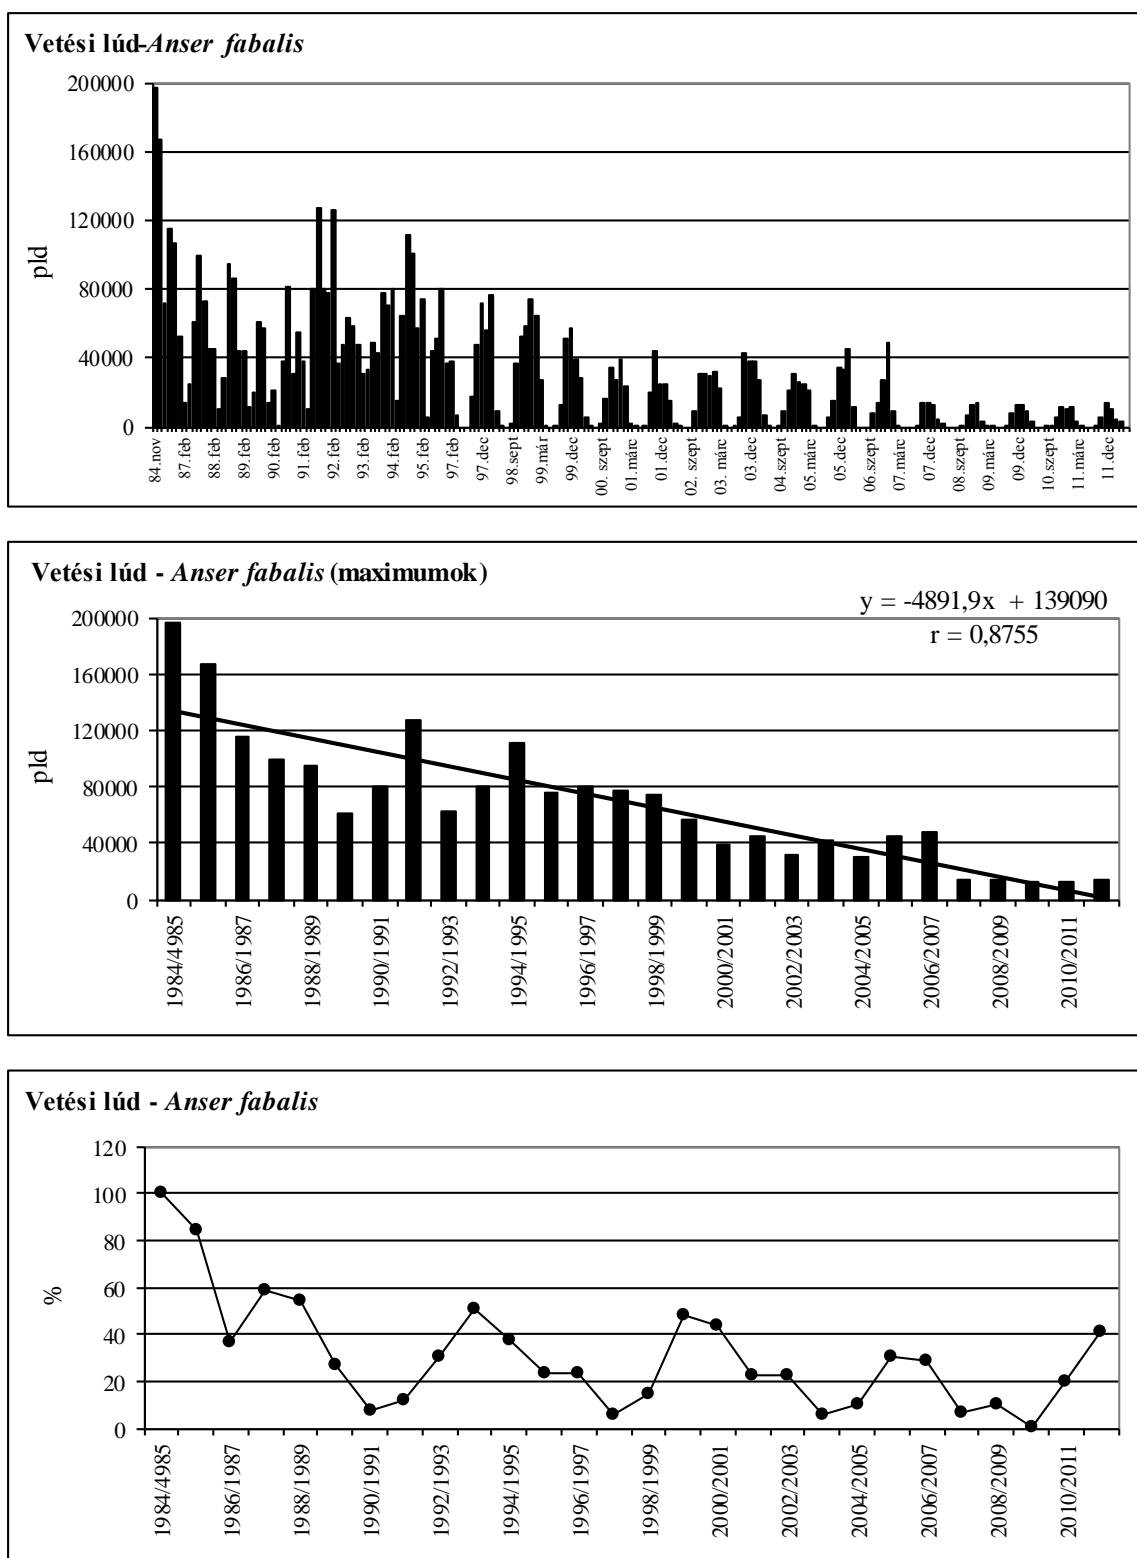 Vetési lúd-Anser fabalis
200000
160000
120000
80000
40000
0
pld
84.nov
87.feb
88.feb
89.feb
90.feb
91.feb
92.feb
93.feb
94.feb
95.feb
97.feb
97.dec
98.sept
99.már
99.dec
00. szept
01.márc
01.dec
02. szept
03. márc
03.dec
04.szept
05.márc
05.dec
06.szept
07.márc
07.dec
08.szept
09.márc
09.dec
10.szept
11.márc
11.dec
Vetési lúd - Anser fabalis (maximumok)
y = -4891,9x + 139090
r = 0,8755
200000
160000
120000
80000
40000
0
pld
1984/4985
1986/1987
1988/1989
1990/1991
1992/1993
1994/1995
1996/1997
1998/1999
2000/2001
2002/2003
2004/2005
2006/2007
2008/2009
2010/2011
Vetési lúd - Anser fabalis
120
100
80
60
40
20
0
%
1984/4985
1986/1987
1988/1989
1990/1991
1992/1993
1994/1995
1996/1997
1998/1999
2000/2001
2002/2003
2004/2005
2006/2007
2008/2009
2010/2011